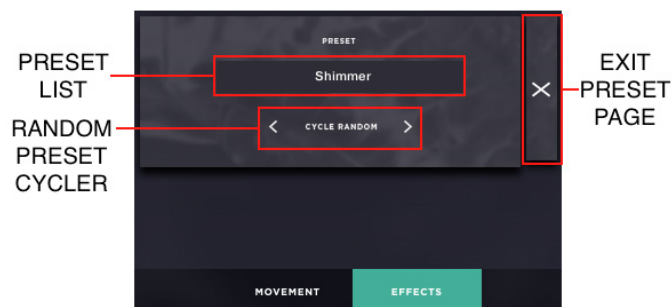 PRESET
PRESET
LIST
Shimmer
EXIT
PRESET
PAGE
RANDOM
PRESET
CYCLER
CYCLE RANDOM
MOVEMENT
EFFECTS